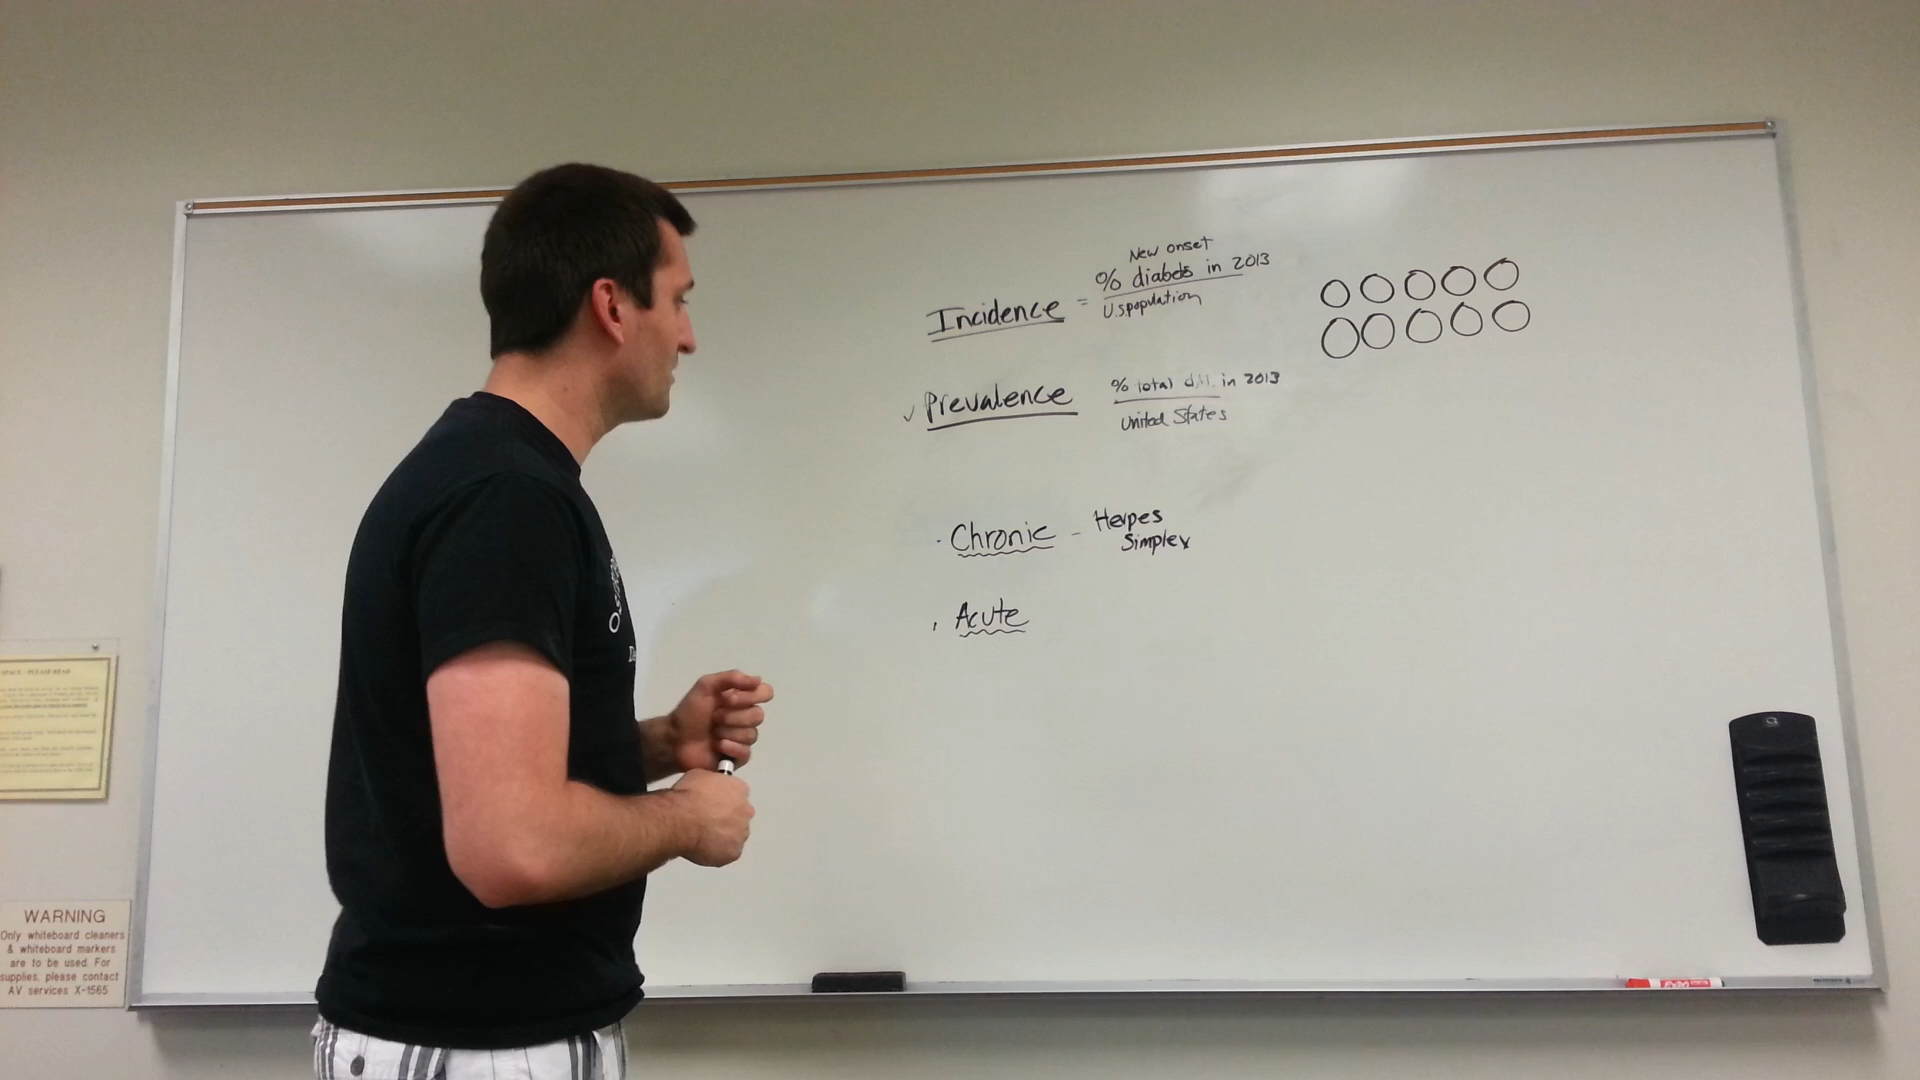 New onset
% diabets in 2013
Incidence =
U.S population
% total d.M. in 2013
✓ Prevalence
United States
· Chronic - Herpes
Simplex
· Acute
WARNING
Only whiteboard cleaners
& whiteboard markers
are to be used. For
supplies, please contact
AV services X-1565
EXPO